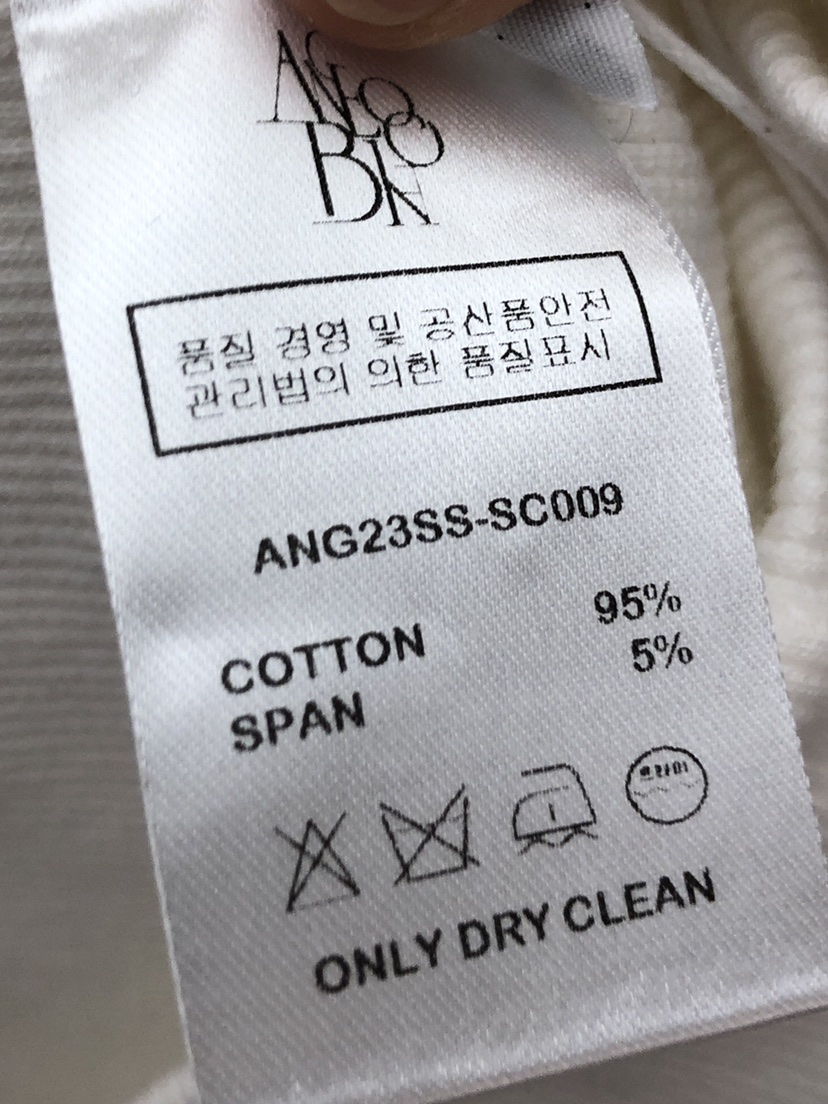 품질 경영 및 공산품안전
관리법의 의한 품질표시
ANG23SS-SC009
COTTON 95%
SPAN 5%
드라이
ONLY DRY CLEAN